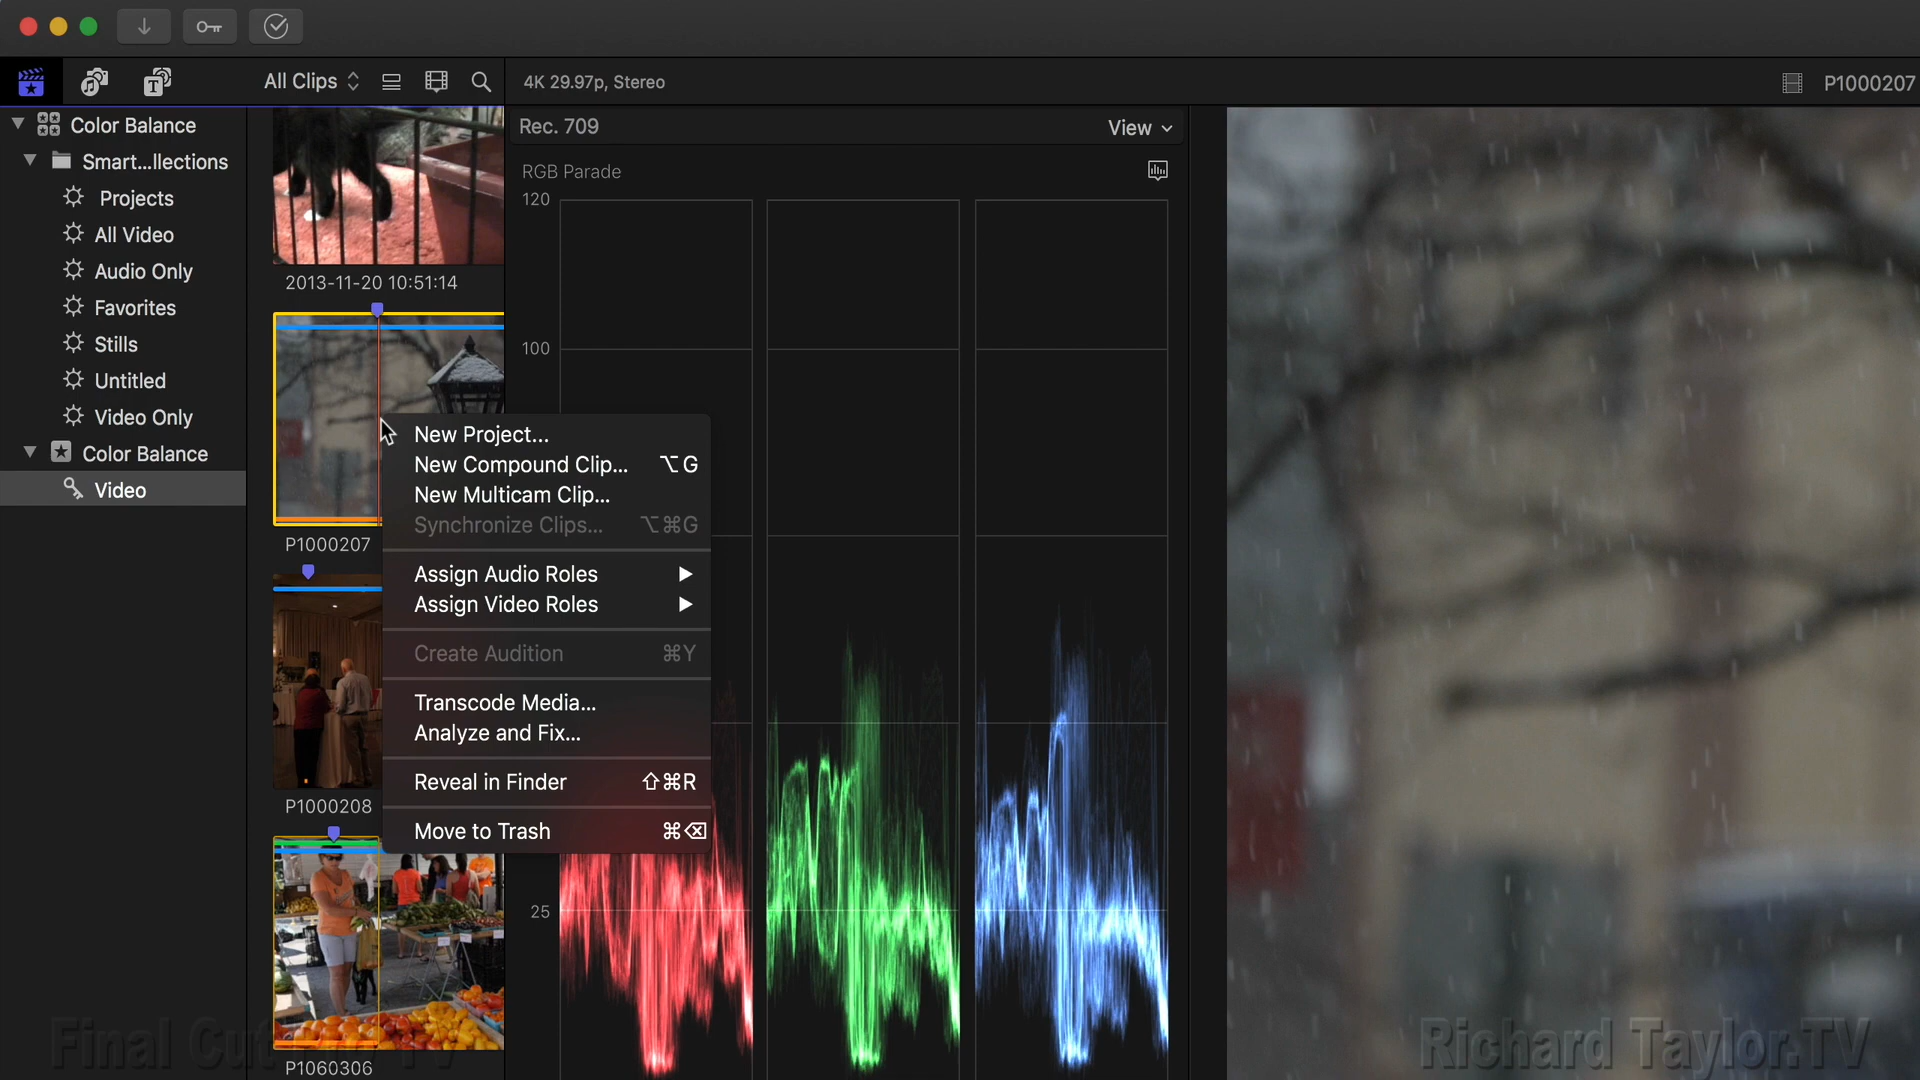 All Clips
4K 29.97p, Stereo
P1000207
Color Balance
Smart...llections
Projects
All Video
Audio Only
Favorites
Stills
Untitled
Video Only
Color Balance
Video
2013-11-20 10:51:14
P1000207
P1000208
P1060306
Rec. 709
View
RGB Parade
120
100
25
New Project...
New Compound Clip... ⌥G
New Multicam Clip...
Synchronize Clips... ⌥⌘G
Assign Audio Roles ▶
Assign Video Roles ▶
Create Audition ⌘Y
Transcode Media...
Analyze and Fix...
Reveal in Finder ⇧⌘R
Move to Trash ⌘⌫
Final Cut TV
Richard Taylor.TV